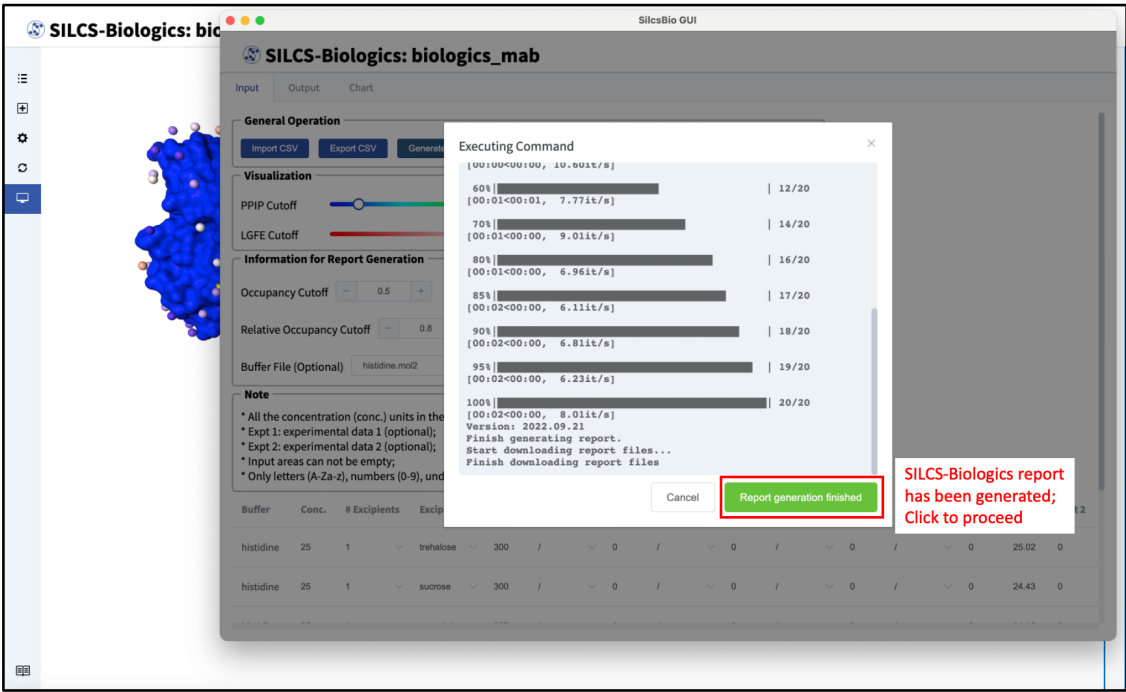 SILCS-Biologics: bio
SilcsBio GUI
SILCS-Biologics: biologics_mab
Input Output Chart
General Operation
Import CSV Export CSV Generate
Visualization
PPIP Cutoff
LGFE Cutoff
Information for Report Generation
Occupancy Cutoff − 0.5 +
Relative Occupancy Cutoff − 0.8
Buffer File (Optional) histidine.mol2
Note
* All the concentration (conc.) units in the
* Expt 1: experimental data 1 (optional);
* Expt 2: experimental data 2 (optional);
* Input areas can not be empty;
* Only letters (A-Za-z), numbers (0-9), und
Executing Command
[00:00<00:00, 10.60it/s]
60%| | 12/20
[00:01<00:01, 7.77it/s]
70%| | 14/20
[00:01<00:00, 9.01it/s]
80%| | 16/20
[00:01<00:00, 6.96it/s]
85%| | 17/20
[00:02<00:00, 6.11it/s]
90%| | 18/20
[00:02<00:00, 6.81it/s]
95%| | 19/20
[00:02<00:00, 6.23it/s]
100%| | 20/20
[00:02<00:00, 8.01it/s]
Version: 2022.09.21
Finish generating report.
Start downloading report files...
Finish downloading report files
Cancel Report generation finished
SILCS-Biologics report
has been generated;
Click to proceed
Buffer Conc. # Excipients Excip t 2
histidine 25 1 trehalose 300 / 0 / 0 / 0 / 0 25.02 0
histidine 25 1 sucrose 300 / 0 / 0 / 0 / 0 24.43 0